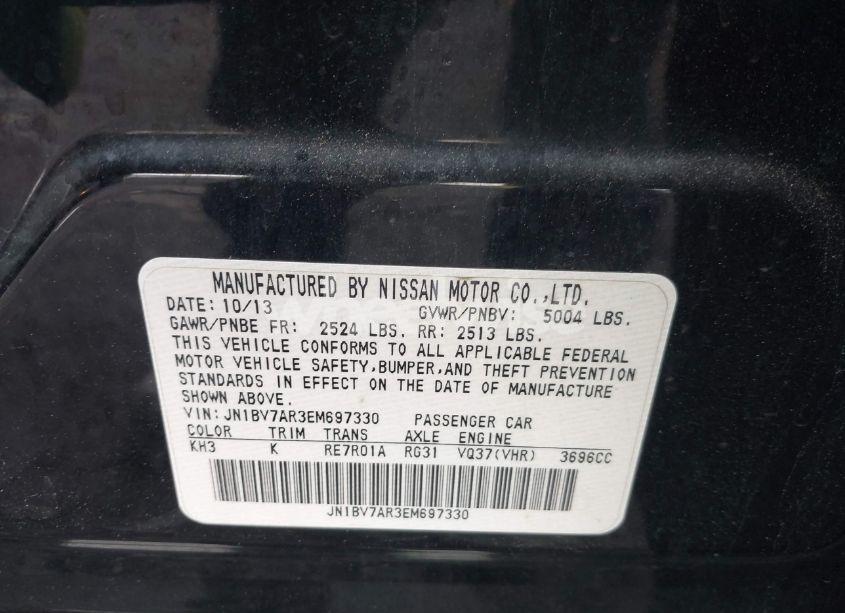 MANUFACTURED BY NISSAN MOTOR CO.,LTD.
DATE: 10/13 GVWR/PNBV: 5004 LBS.
GAWR/PNBE FR: 2524 LBS. RR: 2513 LBS.
THIS VEHICLE CONFORMS TO ALL APPLICABLE FEDERAL
MOTOR VEHICLE SAFETY,BUMPER,AND THEFT PREVENTION
STANDARDS IN EFFECT ON THE DATE OF MANUFACTURE
SHOWN ABOVE.
VIN:JN1BV7AR3EM697330 PASSENGER CAR
COLOR TRIM TRANS AXLE ENGINE
KH3 K RE7R01A RG31 VQ37(VHR) 3696CC
JN1BV7AR3EM697330